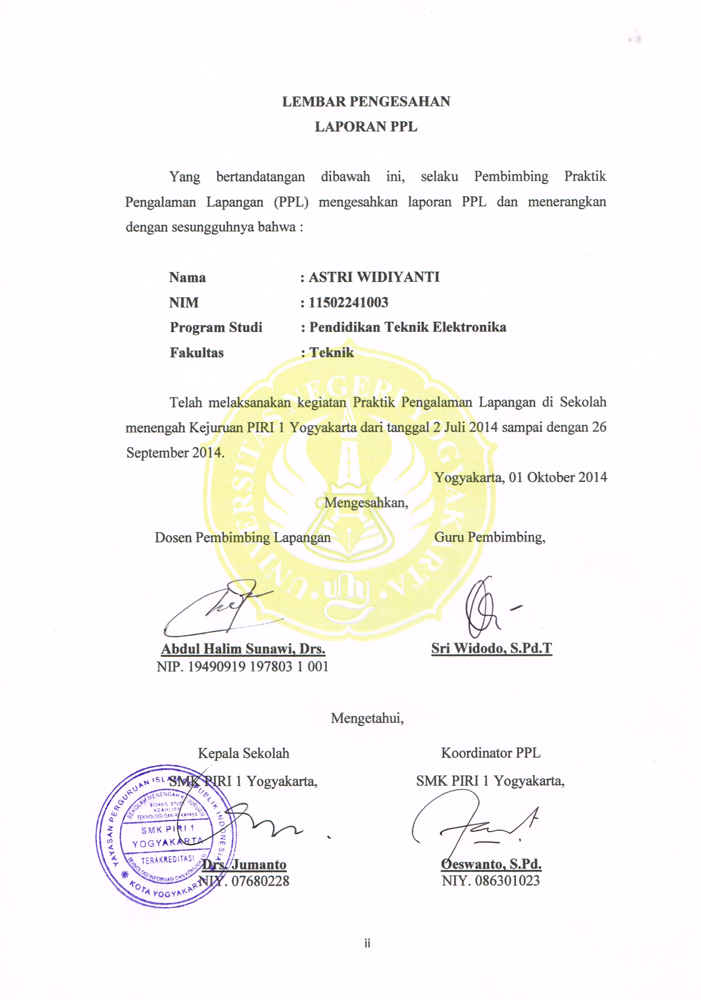 LEMBAR PENGESAHAN
LAPORAN PPL
Yang bertandatangan dibawah ini, selaku Pembimbing Praktik
Pengalaman Lapangan (PPL) mengesahkan laporan PPL dan menerangkan
dengan sesungguhnya bahwa :
Nama : ASTRI WIDIYANTI
NIM : 11502241003
Program Studi : Pendidikan Teknik Elektronika
Fakultas : Teknik
Telah melaksanakan kegiatan Praktik Pengalaman Lapangan di Sekolah
menengah Kejuruan PIRI 1 Yogyakarta dari tanggal 2 Juli 2014 sampai dengan 26
September 2014.
Yogyakarta, 01 Oktober 2014
Mengesahkan,
Dosen Pembimbing Lapangan Guru Pembimbing,
UNIVERSITAS NEGERI YOGYAKARTA
uny
Abdul Halim Sunawi, Drs. Sri Widodo, S.Pd.T
NIP. 19490919 197803 1 001
Mengetahui,
Kepala Sekolah Koordinator PPL
SMK PIRI 1 Yogyakarta, SMK PIRI 1 Yogyakarta,
YAYASAN PERGURUAN ISLAM REPUBLIK INDONESIA
SEKOLAH MENENGAH KEJURUAN
BIDANG STUDI
KEAHLIAN
TEKNOLOGI DAN REKAYASA
SMK PIRI 1
YOGYAKARTA
TERAKREDITASI
TEKNOLOGI INFORMASI DAN KOMUNIKASI
KOTA YOGYAKARTA
Drs. Jumanto Oeswanto, S.Pd.
NIY. 07680228 NIY. 086301023
ii